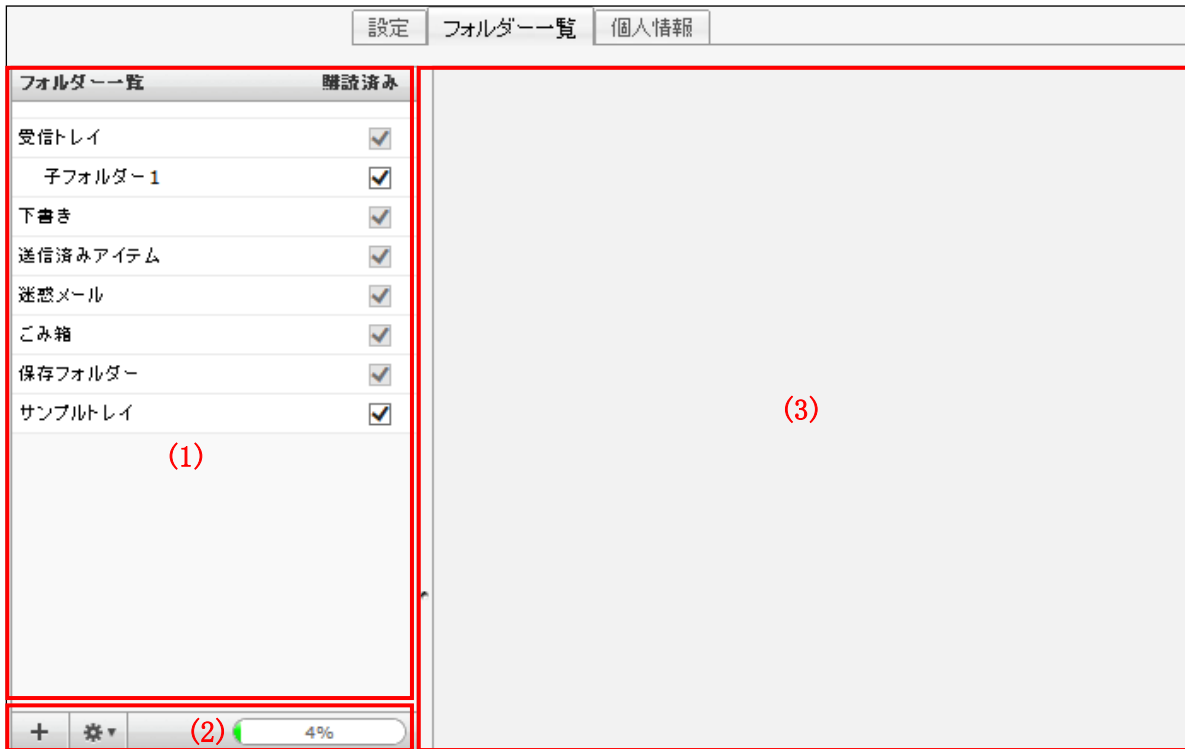 設定 フォルダー一覧 個人情報
フォルダー一覧 購読済み
受信トレイ
子フォルダー1
下書き
送信済みアイテム
迷惑メール
ごみ箱
保存フォルダー
サンプルトレイ
(1)
(3)
(2) 4%